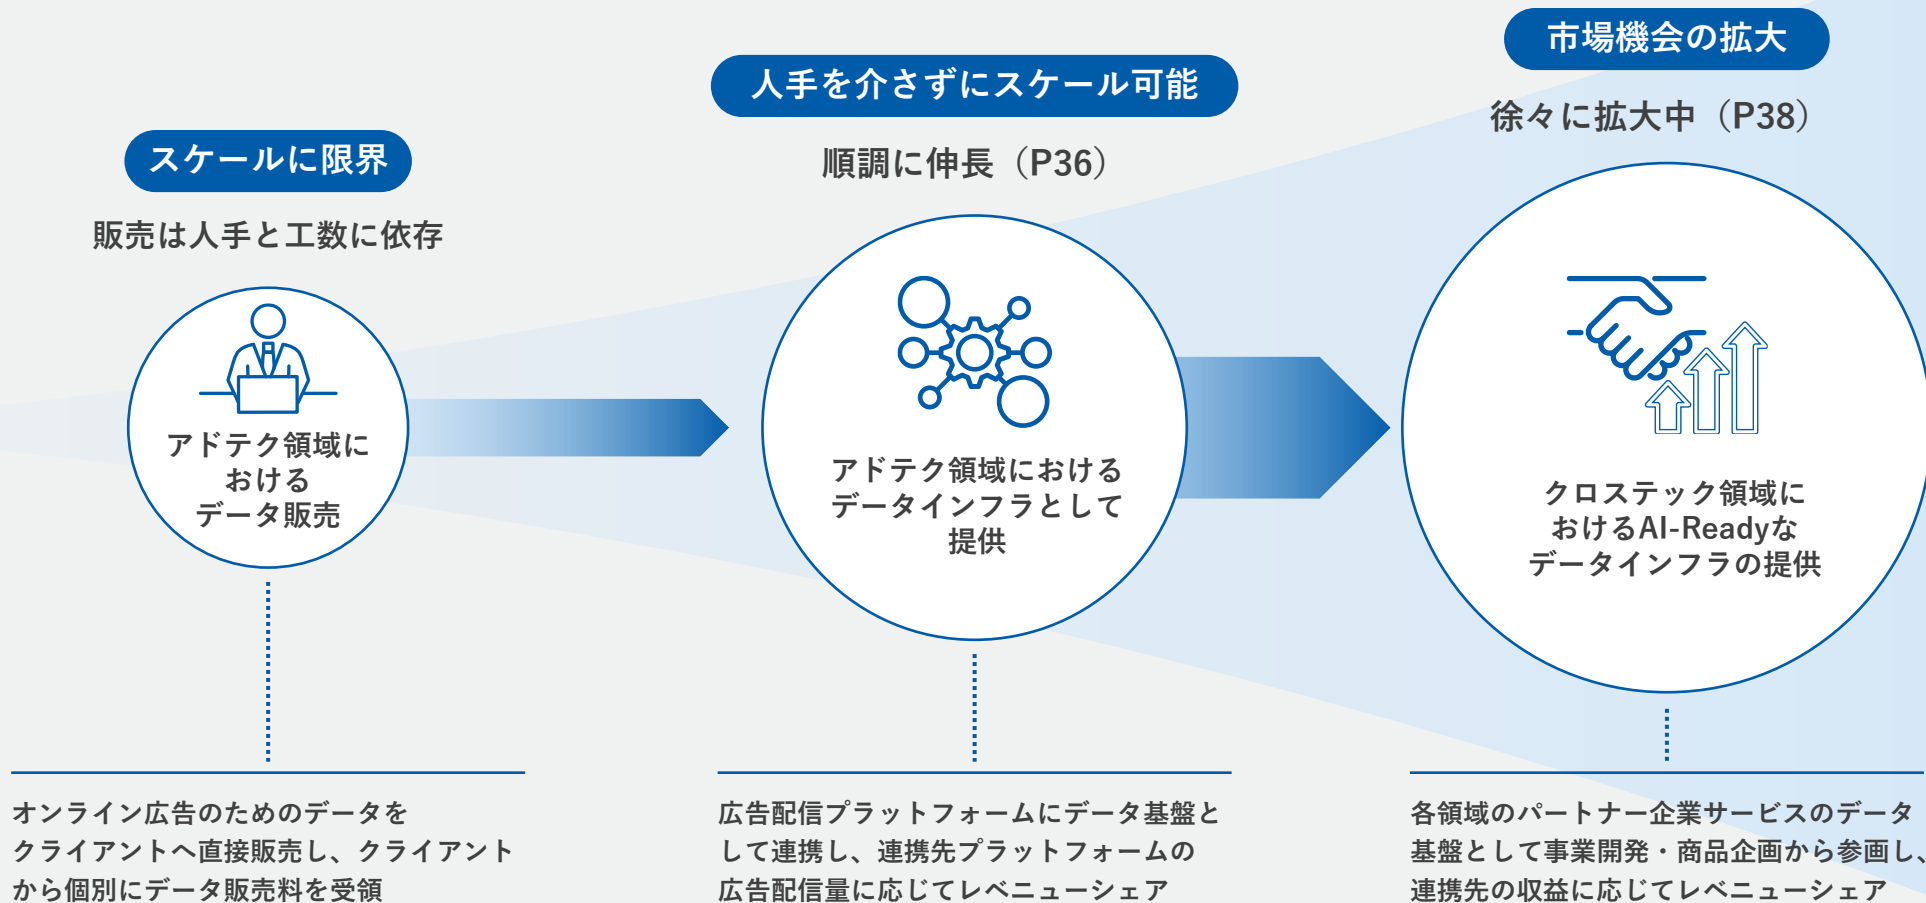 スケールに限界
販売は人手と工数に依存
アドテク領域に
おける
データ販売
オンライン広告のためのデータを
クライアントへ直接販売し、クライアント
から個別にデータ販売料を受領
人手を介さずにスケール可能
順調に伸長（P36）
アドテク領域における
データインフラとして
提供
広告配信プラットフォームにデータ基盤と
して連携し、連携先プラットフォームの
広告配信量に応じてレベニューシェア
市場機会の拡大
徐々に拡大中（P38）
クロステック領域に
おけるAI-Readyな
データインフラの提供
各領域のパートナー企業サービスのデータ
基盤として事業開発・商品企画から参画し、
連携先の収益に応じてレベニューシェア